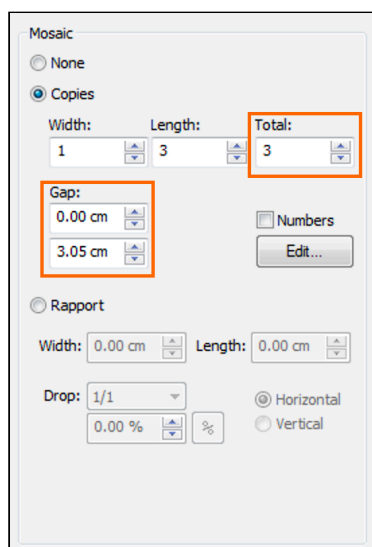 Mosaic
None
Copies
Width: Length: Total:
1 3 3
Gap:
0.00 cm
3.05 cm
Numbers
Edit...
Rapport
Width: 0.00 cm Length: 0.00 cm
Drop: 1/1
0.00 % %
Horizontal
Vertical